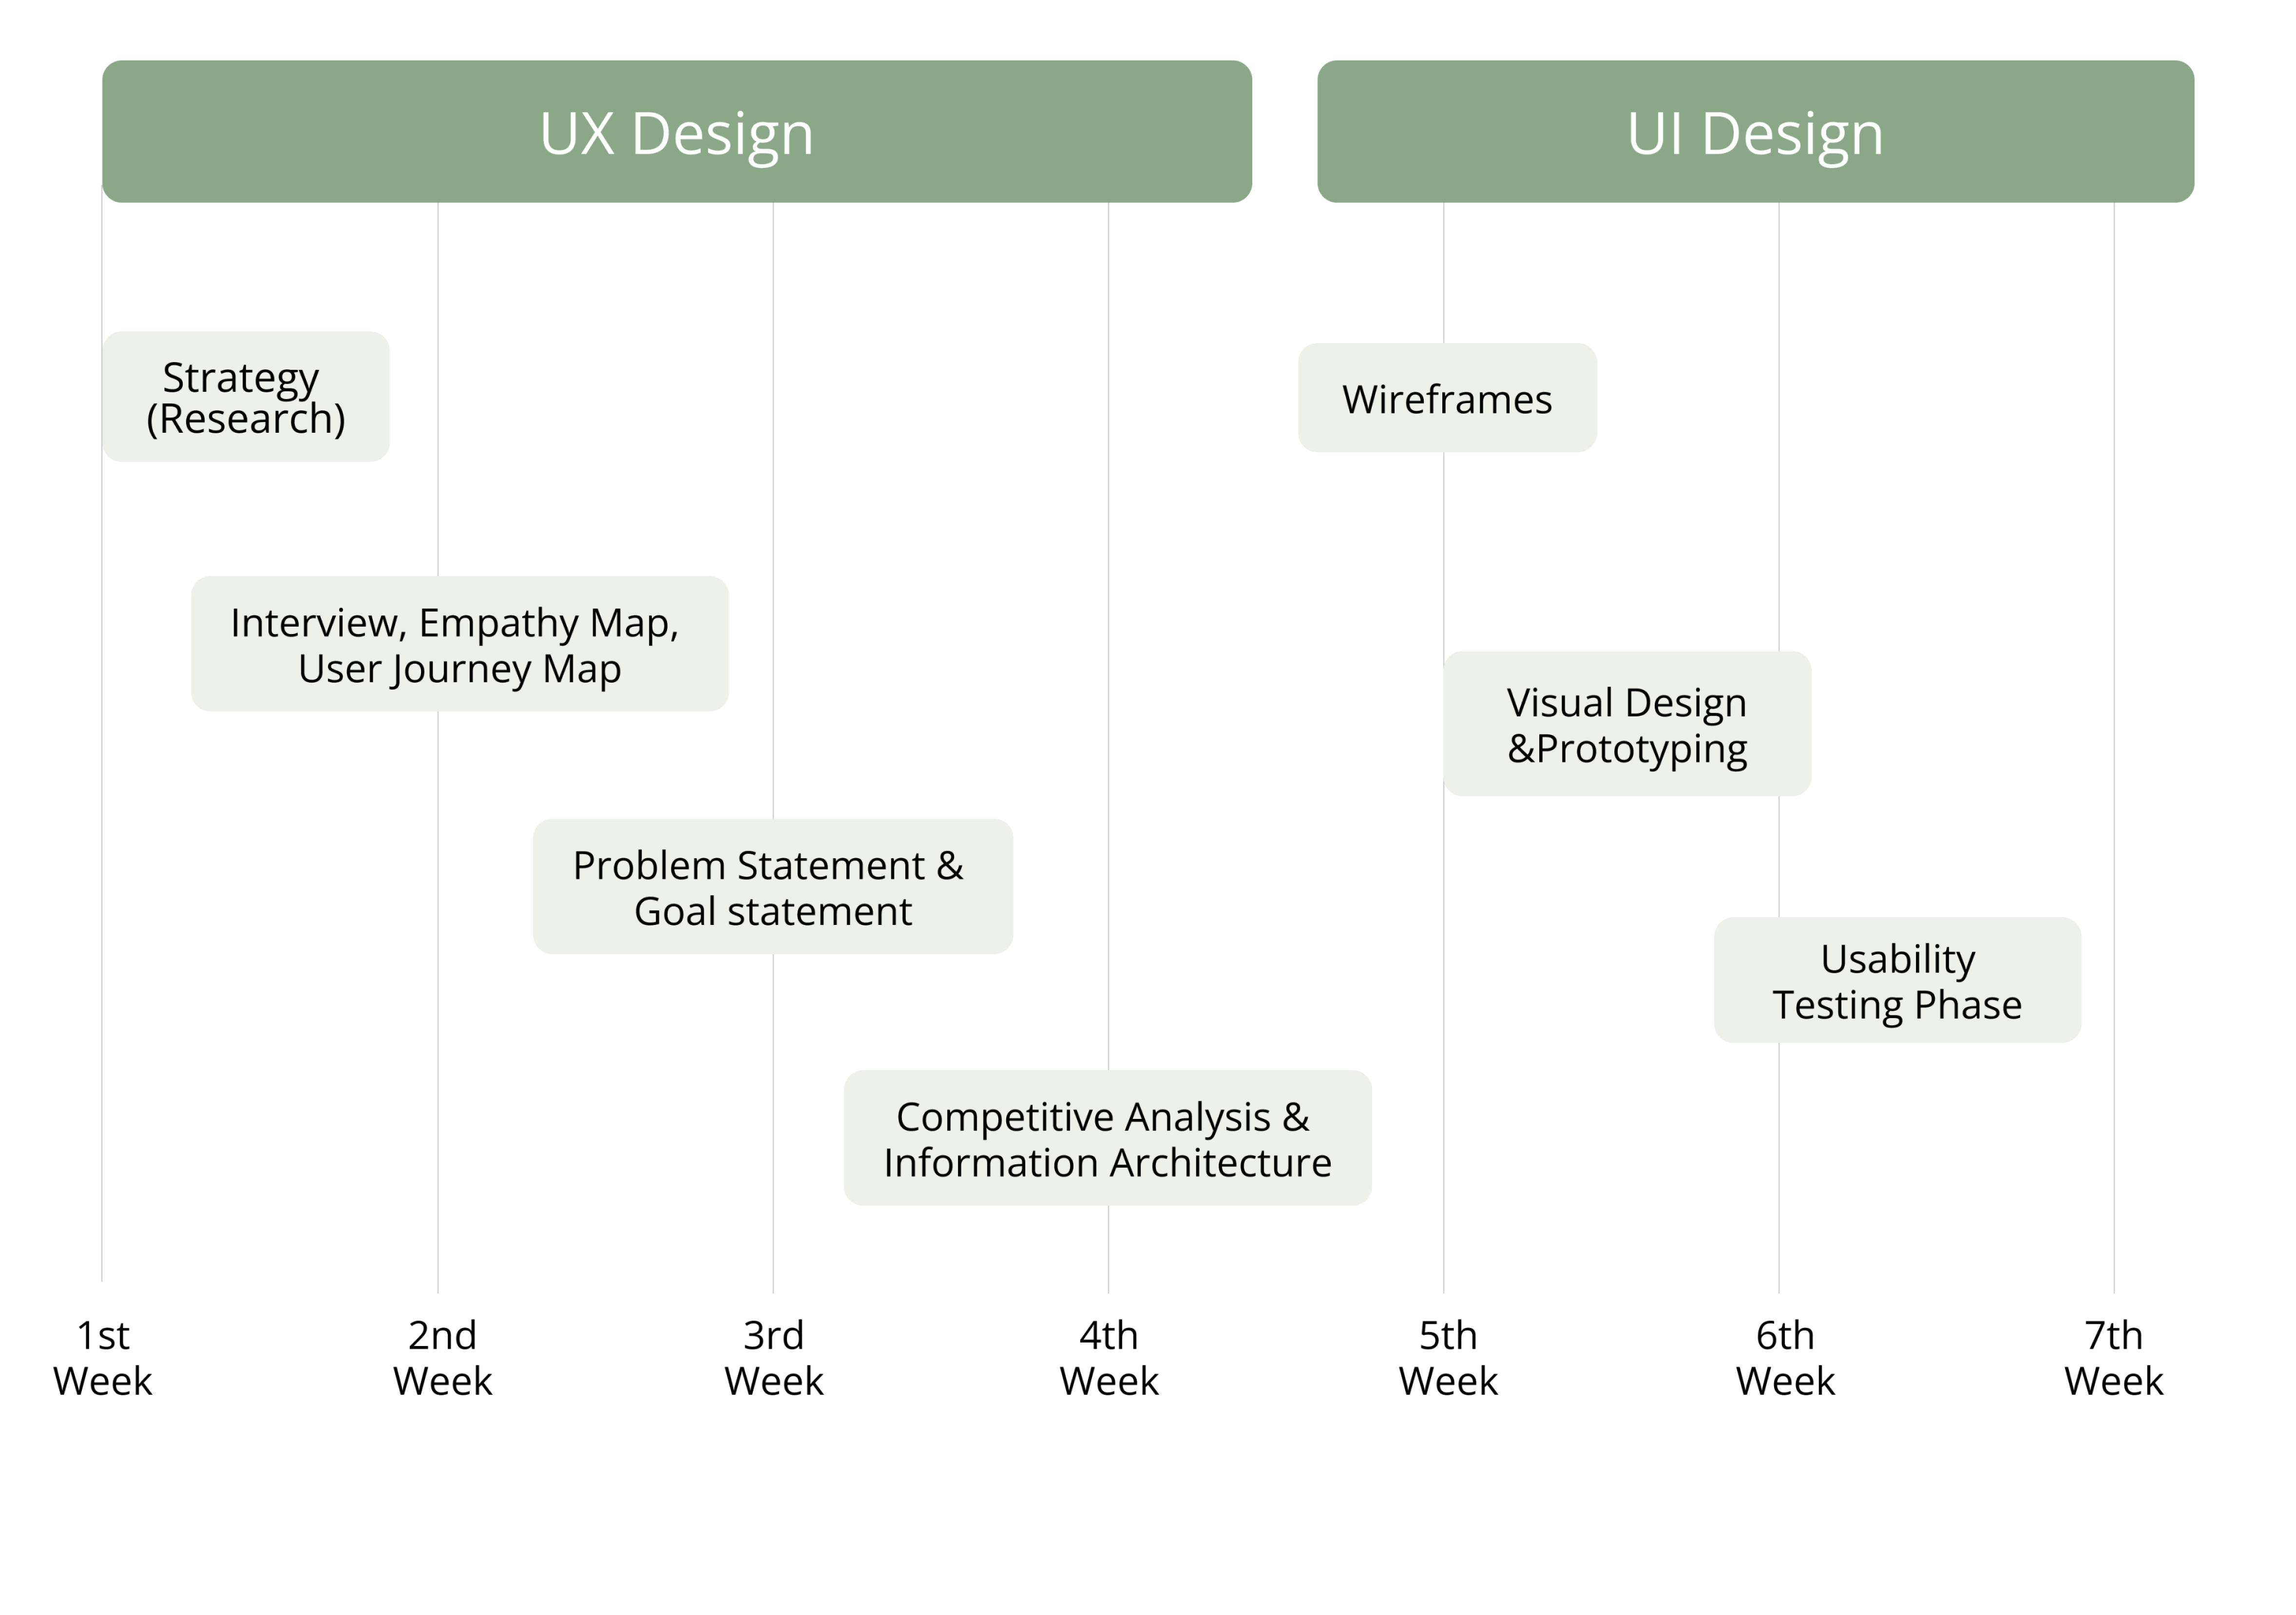 UX Design
UI Design
Strategy
(Research)
Wireframes
Interview, Empathy Map,
User Journey Map
Visual Design
&Prototyping
Problem Statement &
Goal statement
Usability
Testing Phase
Competitive Analysis &
Information Architecture
1st
Week
2nd
Week
3rd
Week
4th
Week
5th
Week
6th
Week
7th
Week